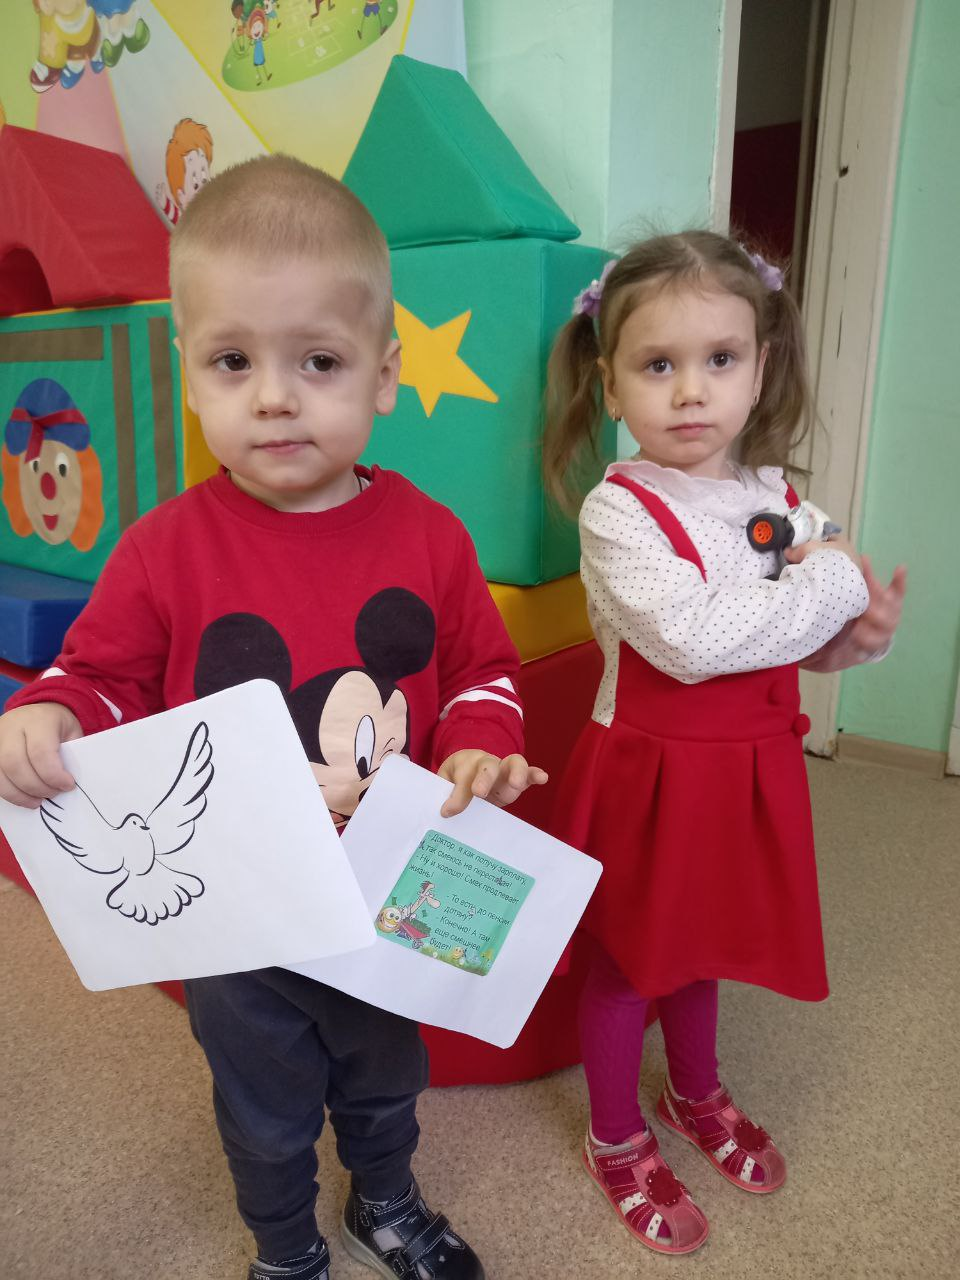 -Доктор, я как получу зарплату,
так смеюсь не переставая!
- Ну и хорошо! Смех продлевает
жизнь!
- То есть, до пенсии
дотяну?
- Конечно! А там
еще смешнее
будет!
FASHION